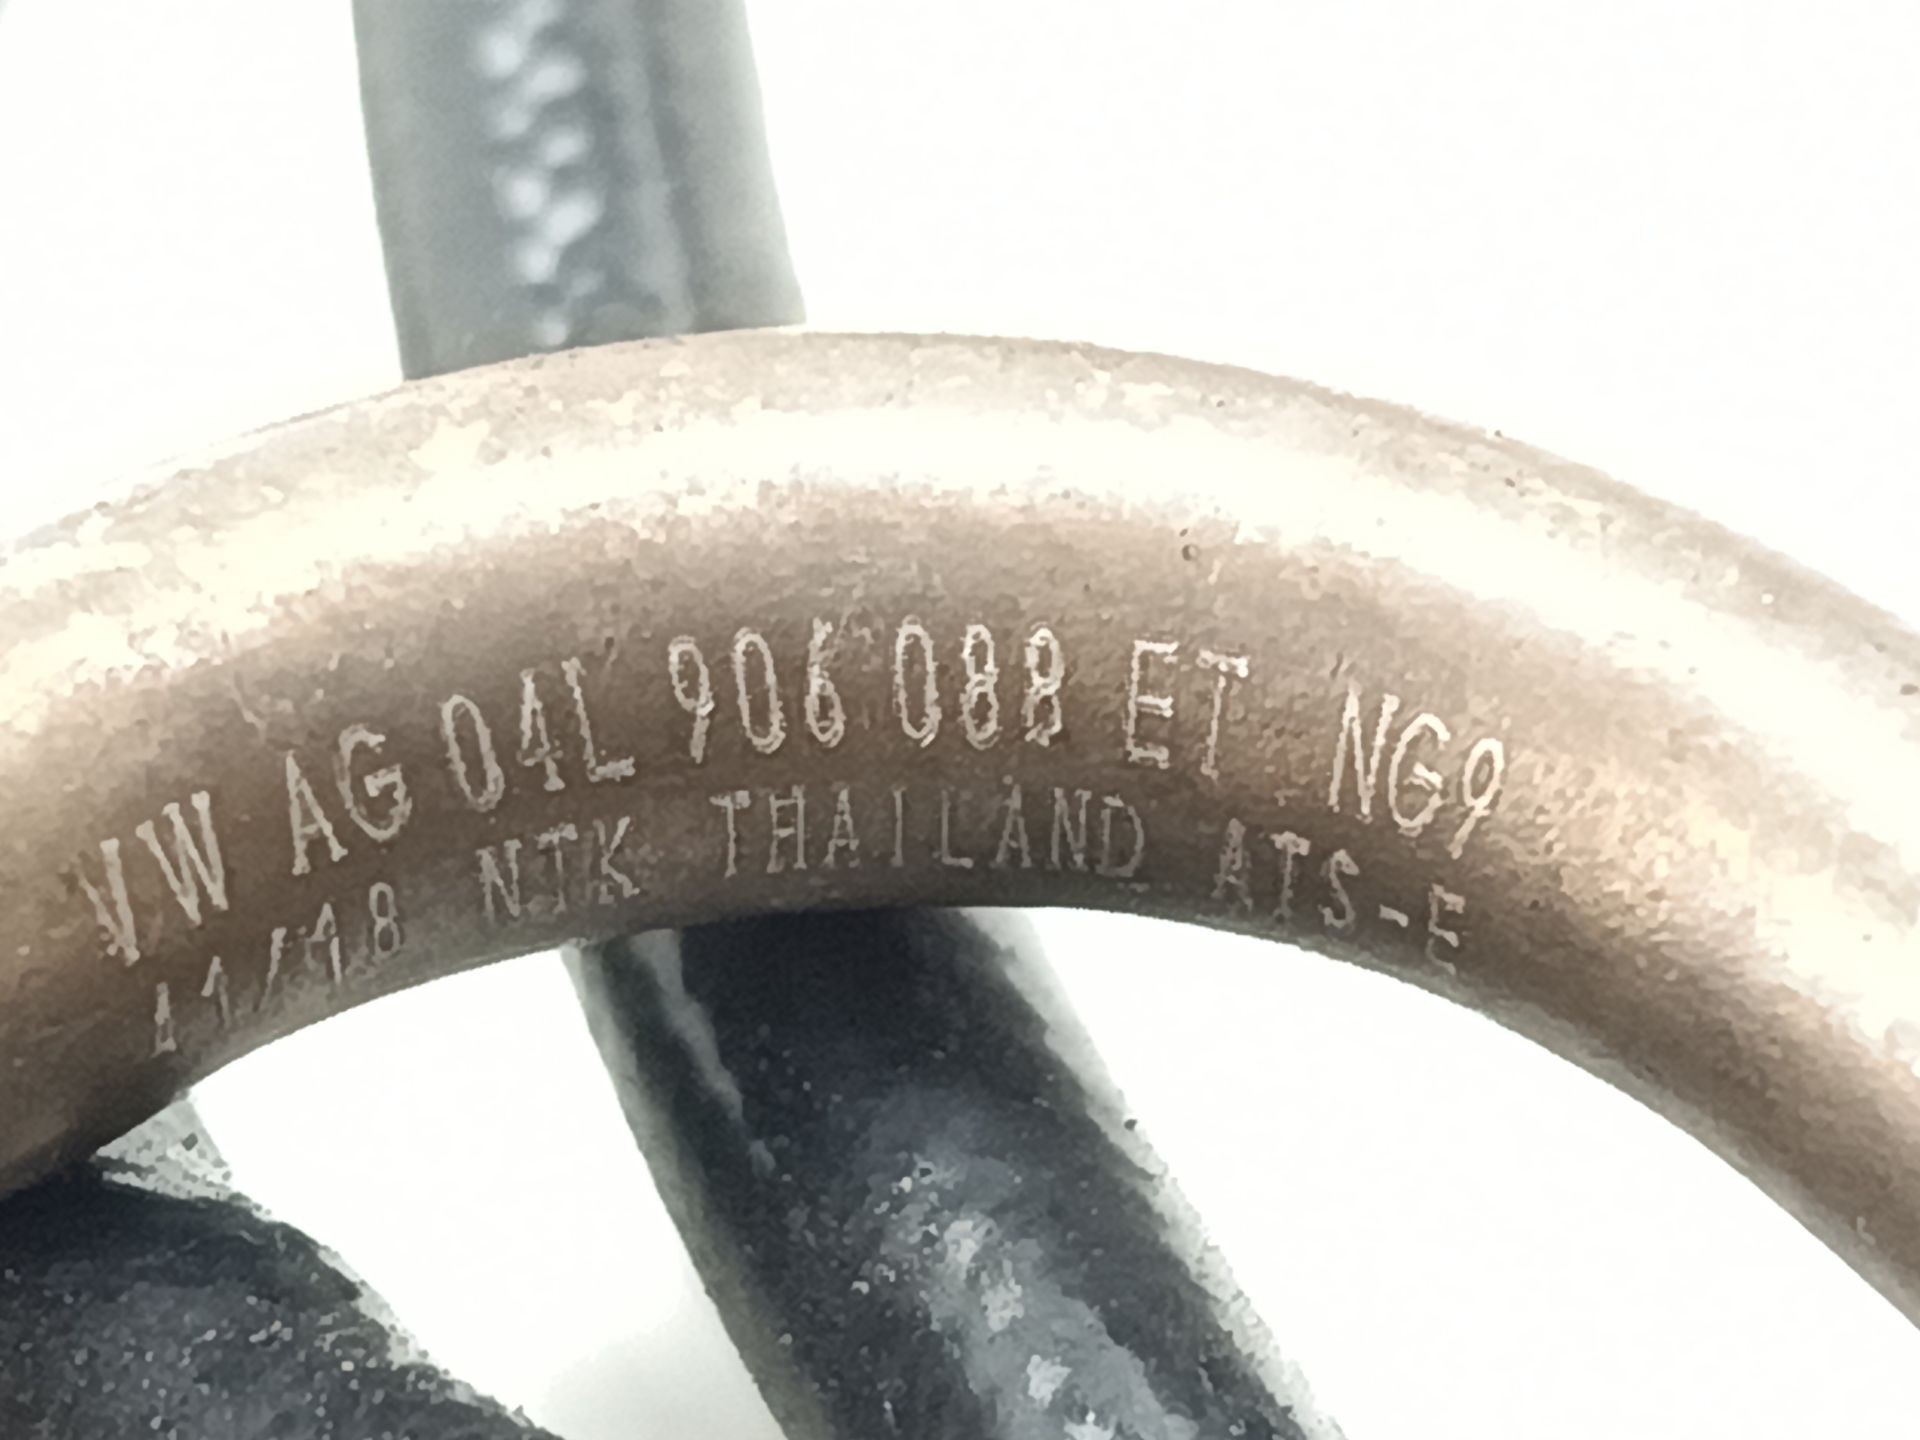 VW AG 04L 906 088 ET NG9
11/18 NTK THAILAND ATS-E